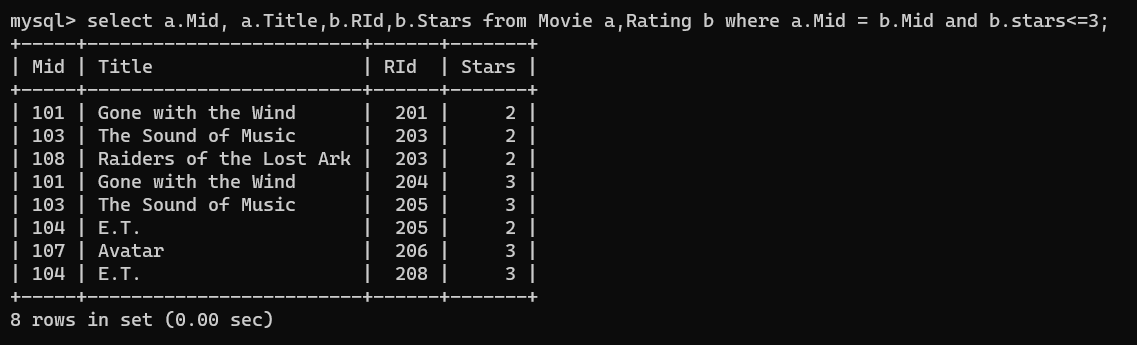 mysql> select a.Mid, a.Title,b.RId,b.Stars from Movie a,Rating b where a.Mid = b.Mid and b.stars<=3;
+-----+-------------------------+------+-------+
| Mid | Title                   | RId  | Stars |
+-----+-------------------------+------+-------+
| 101 | Gone with the Wind      |  201 |     2 |
| 103 | The Sound of Music      |  203 |     2 |
| 108 | Raiders of the Lost Ark |  203 |     2 |
| 101 | Gone with the Wind      |  204 |     3 |
| 103 | The Sound of Music      |  205 |     3 |
| 104 | E.T.                    |  205 |     2 |
| 107 | Avatar                  |  206 |     3 |
| 104 | E.T.                    |  208 |     3 |
+-----+-------------------------+------+-------+
8 rows in set (0.00 sec)